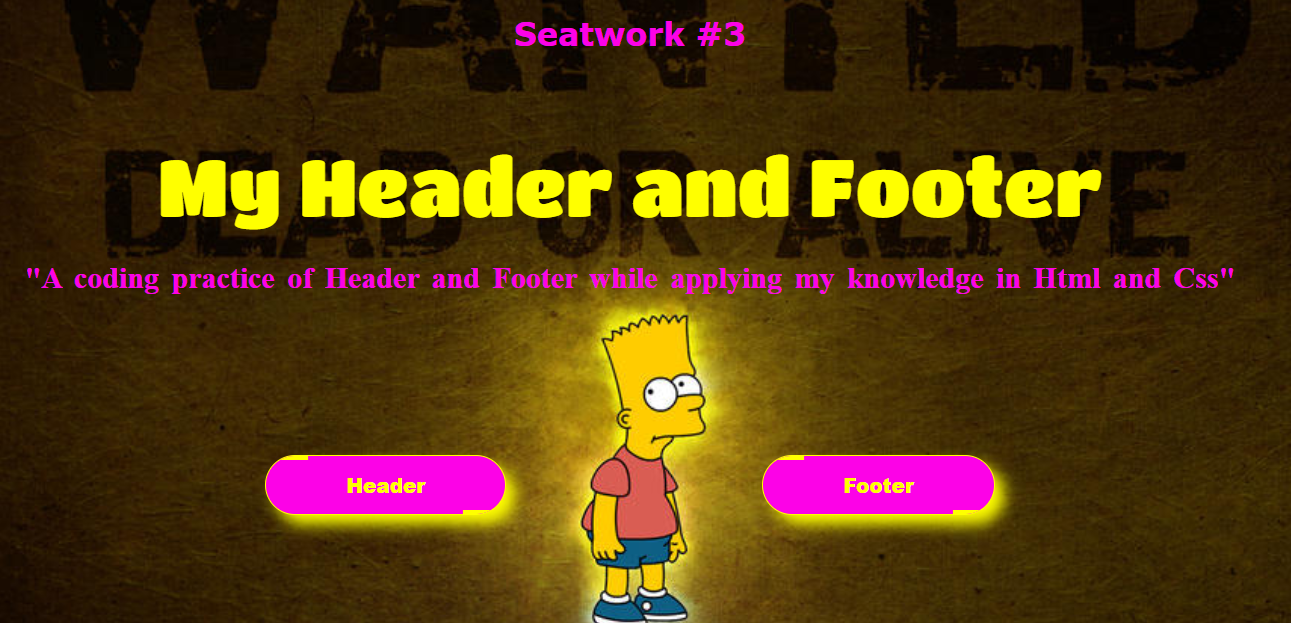 WANTED
Seatwork #3
DEAD OR ALIVE
My Header and Footer
"A coding practice of Header and Footer while applying my knowledge in Html and Css"
Header
Footer